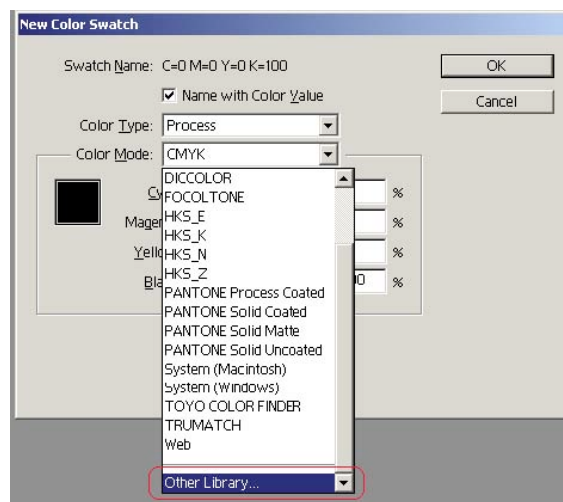 New Color Swatch
Swatch Name: C=0 M=0 Y=0 K=100
OK
Name with Color Value
Cancel
Color Type: Process
Color Mode: CMYK
DICCOLOR
FOCOLTONE
%
HKS_E
HKS_K
%
HKS_N
%
HKS_Z
%
PANTONE Process Coated
PANTONE Solid Coated
PANTONE Solid Matte
PANTONE Solid Uncoated
System (Macintosh)
System (Windows)
TOYO COLOR FINDER
TRUMATCH
Web
Other Library...